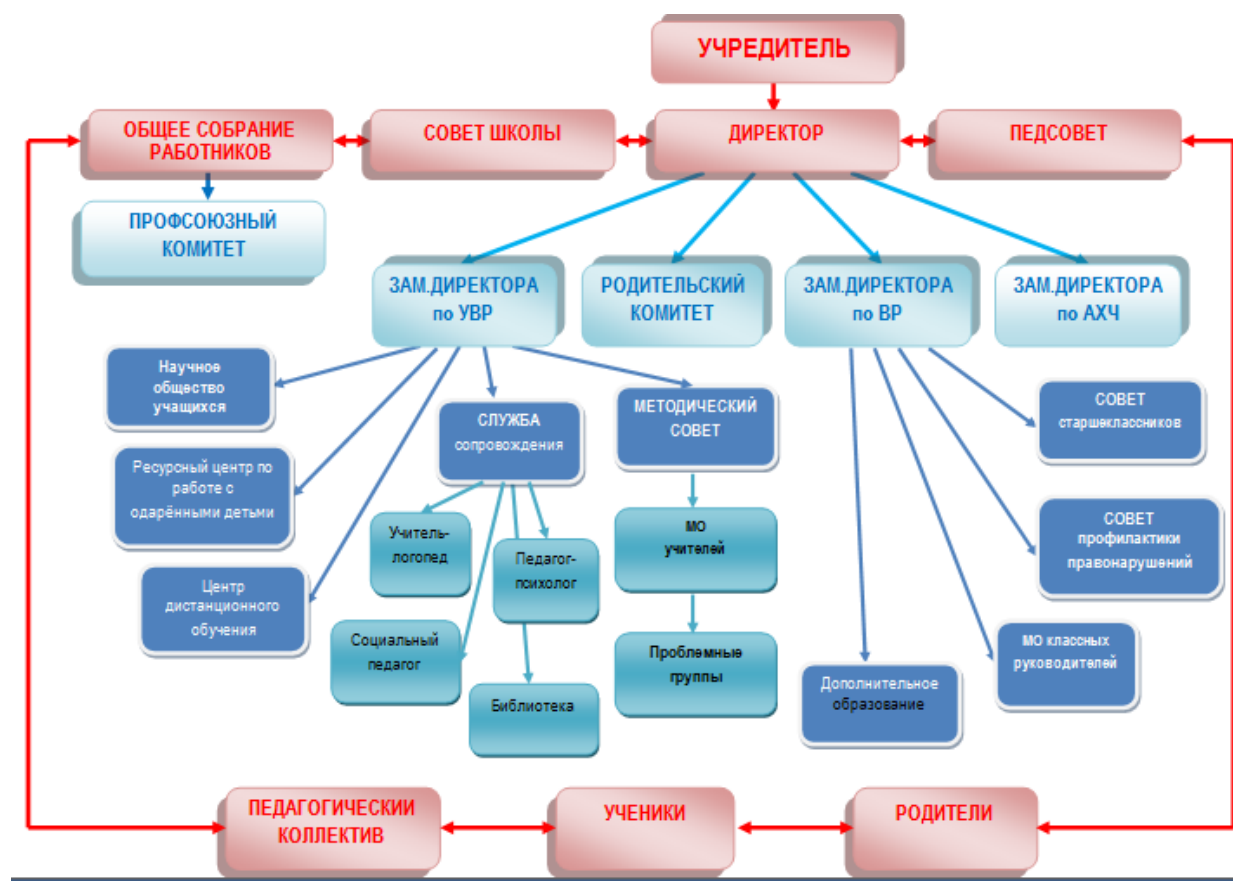 УЧРЕДИТЕЛЬ
ОБЩЕЕ СОБРАНИЕ
РАБОТНИКОВ
СОВЕТ ШКОЛЫ
ДИРЕКТОР
ПЕДСОВЕТ
ПРОФСОЮЗНЫЙ
КОМИТЕТ
ЗАМ.ДИРЕКТОРА
по УВР
РОДИТЕЛЬСКИЙ
КОМИТЕТ
ЗАМ.ДИРЕКТОРА
по ВР
ЗАМ.ДИРЕКТОРА
по АХЧ
Научное
общество
учащихся
СЛУЖБА
сопровождения
МЕТОДИЧЕСКИЙ
СОВЕТ
СОВЕТ
старшеклассников
Ресурсный центр по
работе с
одарёнными детьми
Учитель-
логопед
Педагог-
психолог
МО
учителей
СОВЕТ
профилактики
правонарушений
Центр
дистанционного
обучения
Социальный
педагог
Библиотека
Проблемные
группы
Дополнительное
образование
МО классных
руководителей
ПЕДАГОГИЧЕСКИЙ
КОЛЛЕКТИВ
УЧЕНИКИ
РОДИТЕЛИ